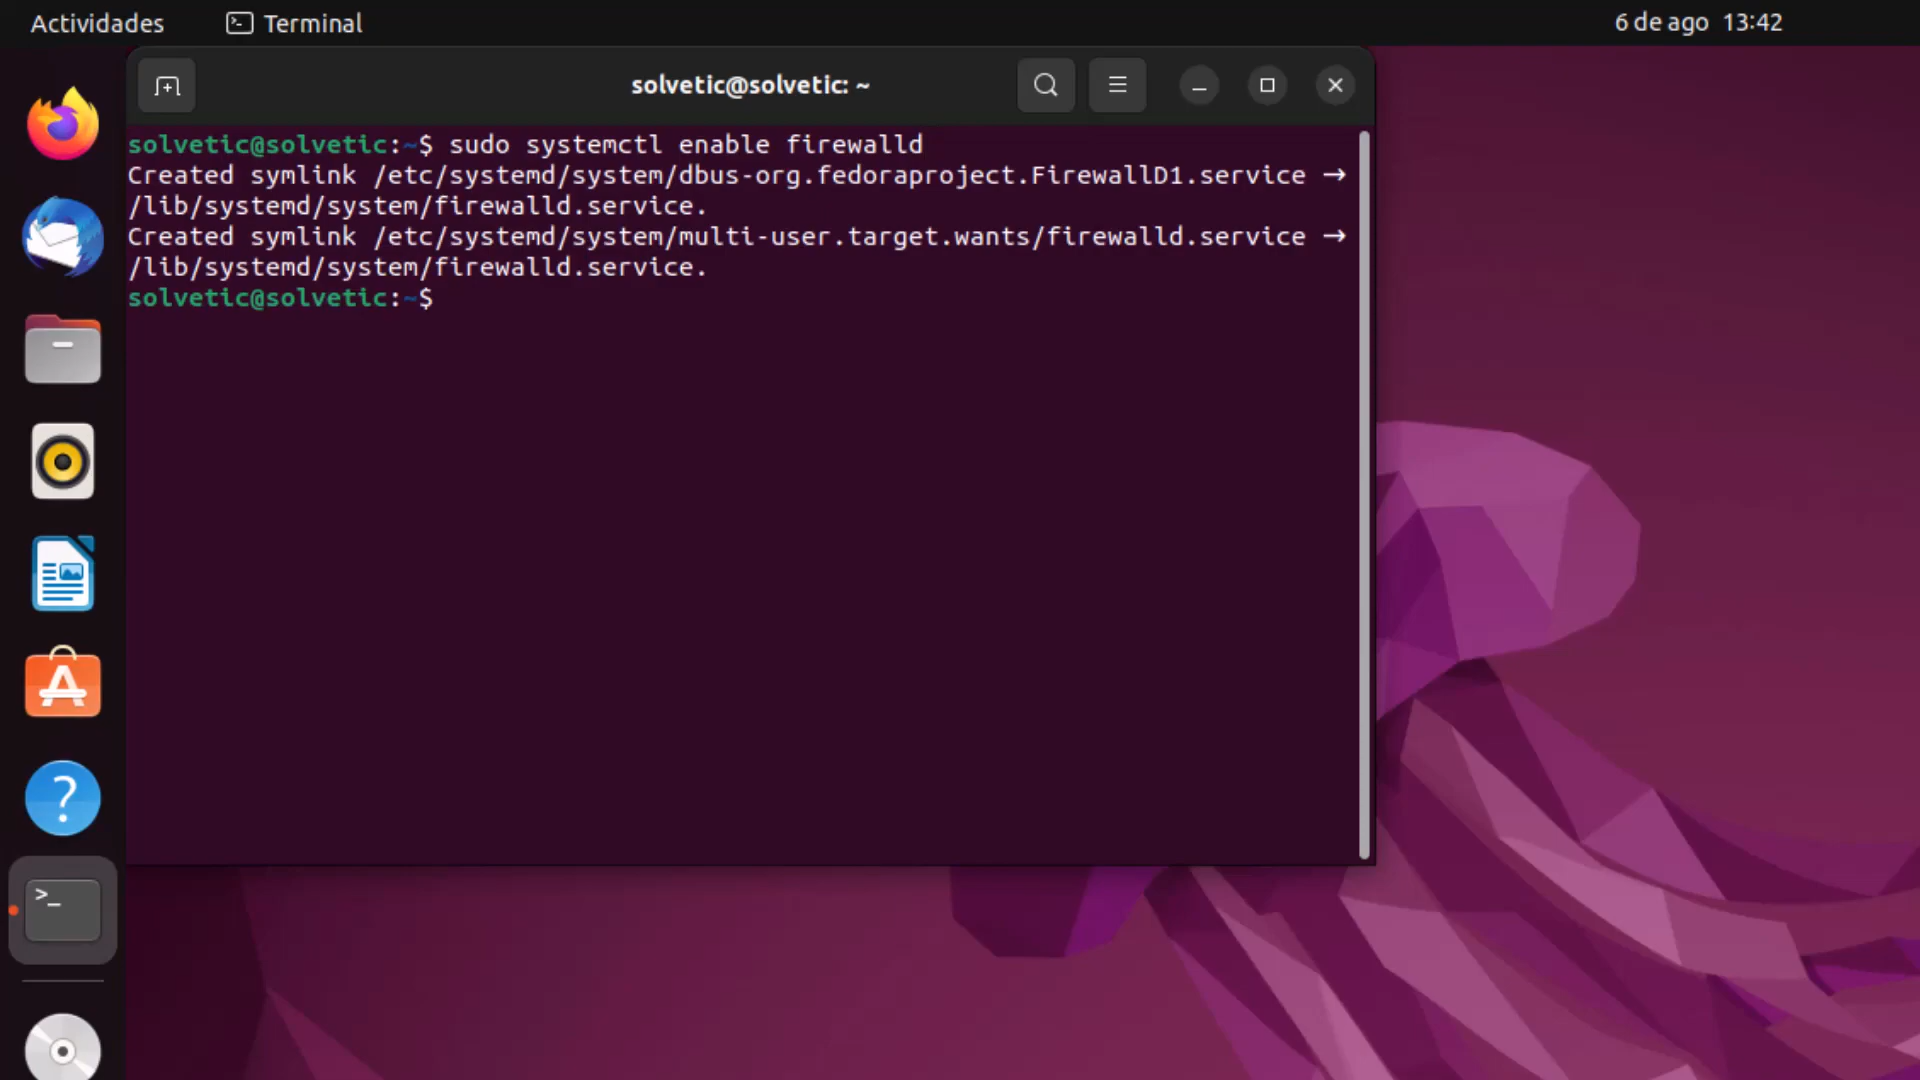 Actividades
Terminal
6 de ago 13:42
solvetic@solvetic: ~
solvetic@solvetic:~$ sudo systemctl enable firewalld
Created symlink /etc/systemd/system/dbus-org.fedoraproject.FirewallD1.service →
/lib/systemd/system/firewalld.service.
Created symlink /etc/systemd/system/multi-user.target.wants/firewalld.service →
/lib/systemd/system/firewalld.service.
solvetic@solvetic:~$